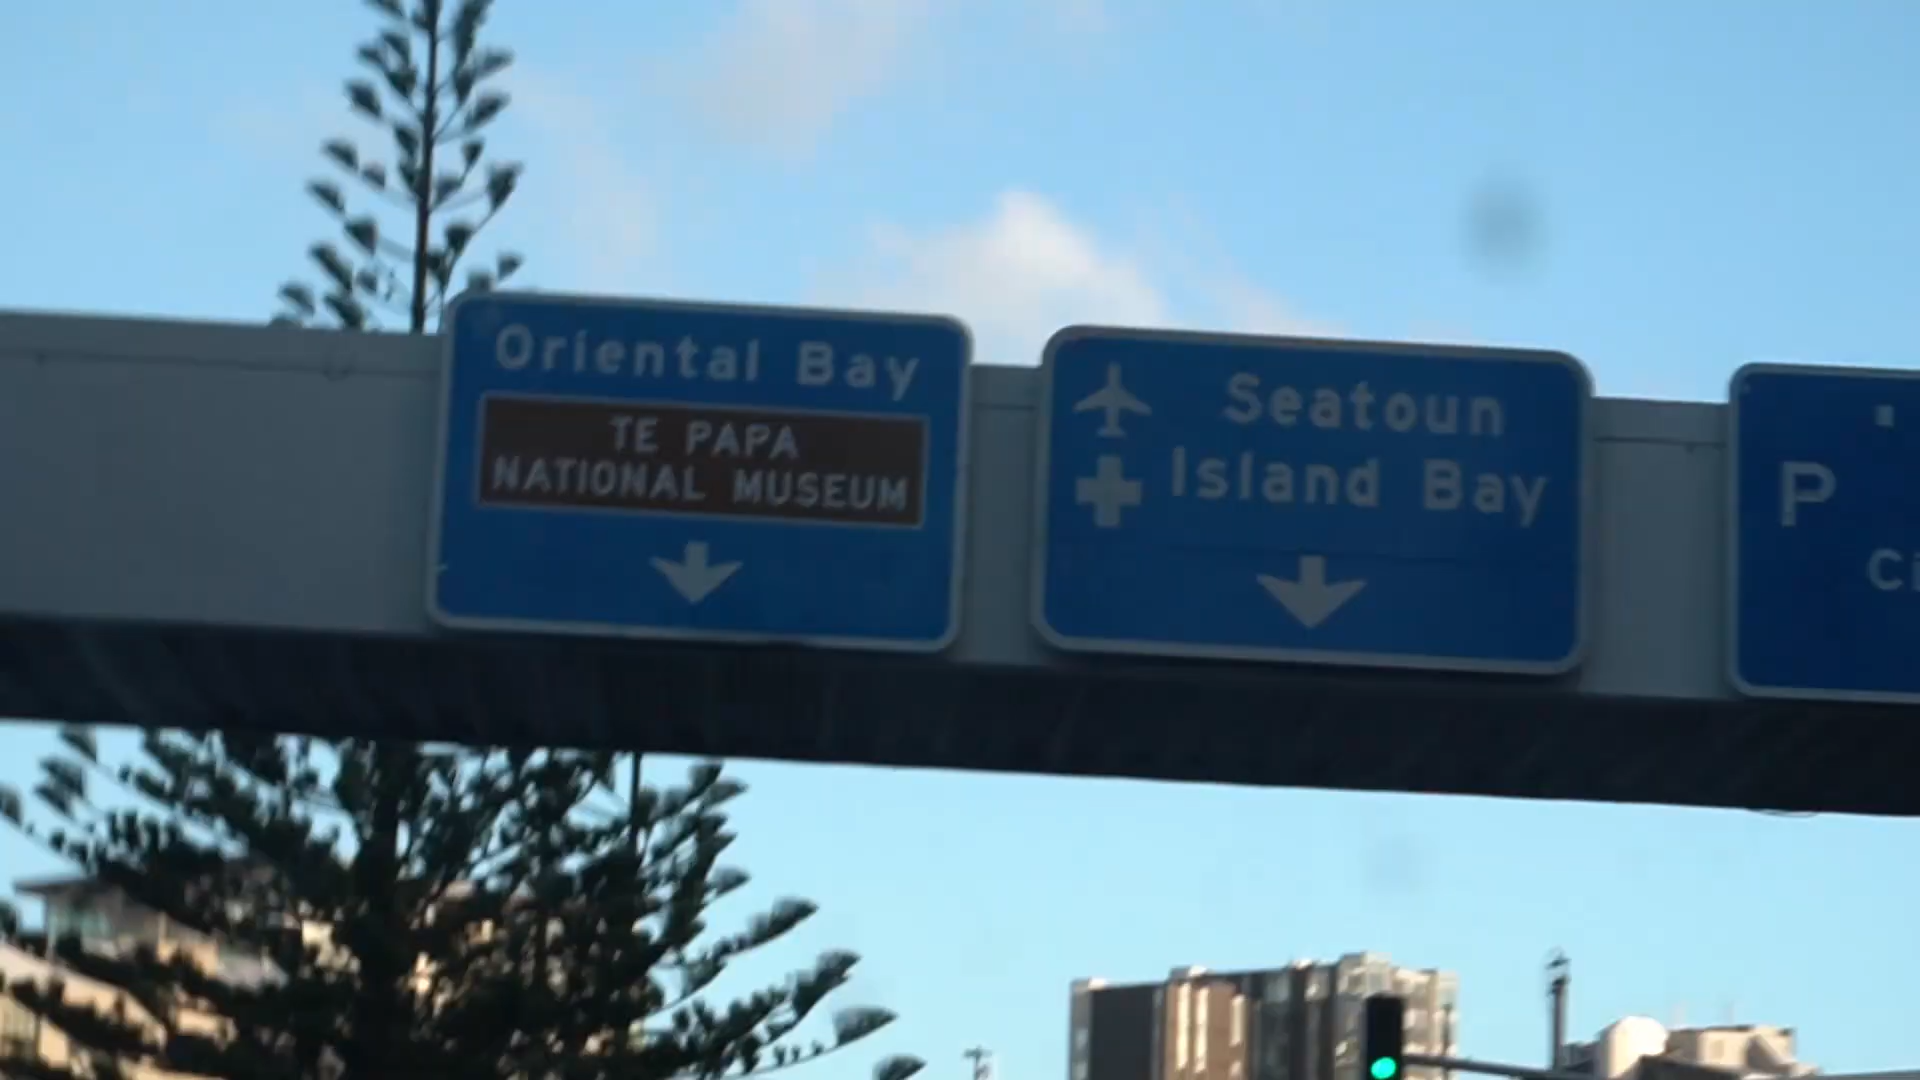 Oriental Bay
TE PAPA
NATIONAL MUSEUM
Seatoun
Island Bay
P